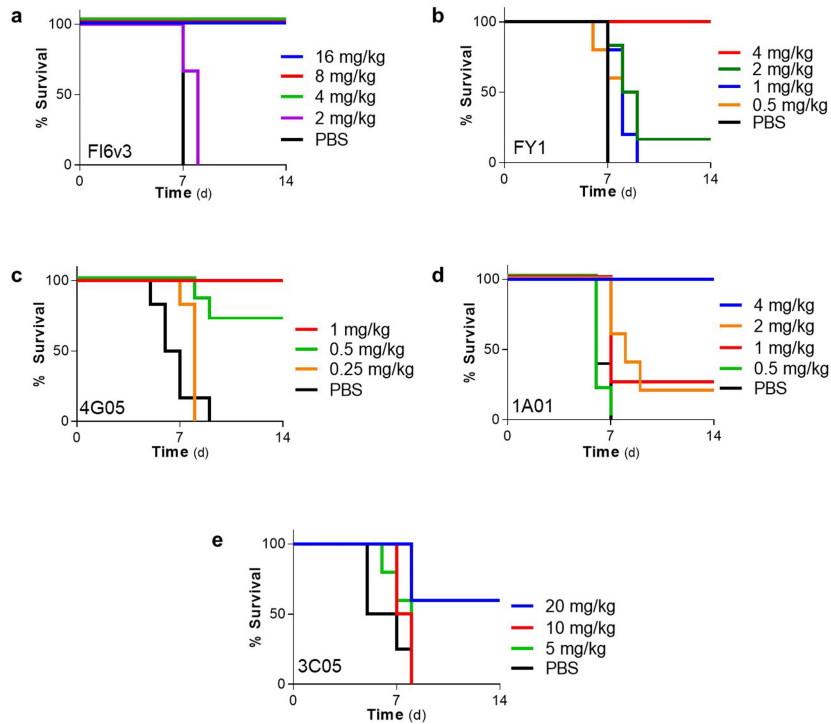 a
100
50
0
% Survival
FI6v3
0
7
14
Time (d)
16 mg/kg
8 mg/kg
4 mg/kg
2 mg/kg
PBS
b
100
50
0
% Survival
FY1
0
7
14
Time (d)
4 mg/kg
2 mg/kg
1 mg/kg
0.5 mg/kg
PBS
c
100
50
0
% Survival
4G05
0
7
14
Time (d)
1 mg/kg
0.5 mg/kg
0.25 mg/kg
PBS
d
100
50
0
% Survival
1A01
0
7
14
Time (d)
4 mg/kg
2 mg/kg
1 mg/kg
0.5 mg/kg
PBS
e
100
50
0
% Survival
3C05
0
7
14
Time (d)
20 mg/kg
10 mg/kg
5 mg/kg
PBS